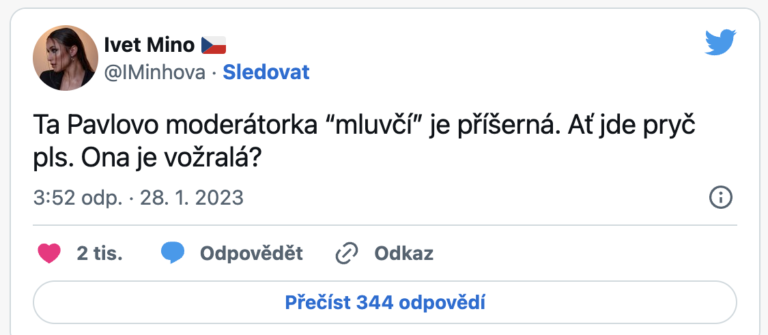 Ivet Mino 🇨🇿
@IMinhova · Sledovat
Ta Pavlovo moderátorka “mluvčí” je příšerná. Ať jde pryč
pls. Ona je vožralá?
3:52 odp. · 28. 1. 2023
2 tis. Odpovědět Odkaz
Přečíst 344 odpovědí